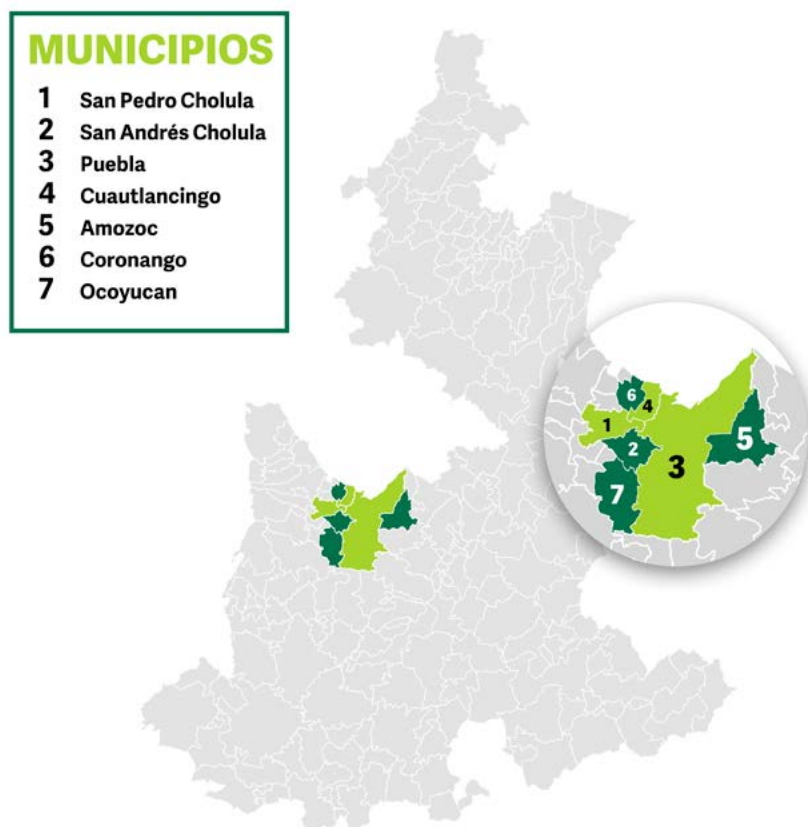 MUNICIPIOS
1 San Pedro Cholula
2 San Andrés Cholula
3 Puebla
4 Cuautlancingo
5 Amozoc
6 Coronango
7 Ocoyucan
6
4
1
2
5
3
7